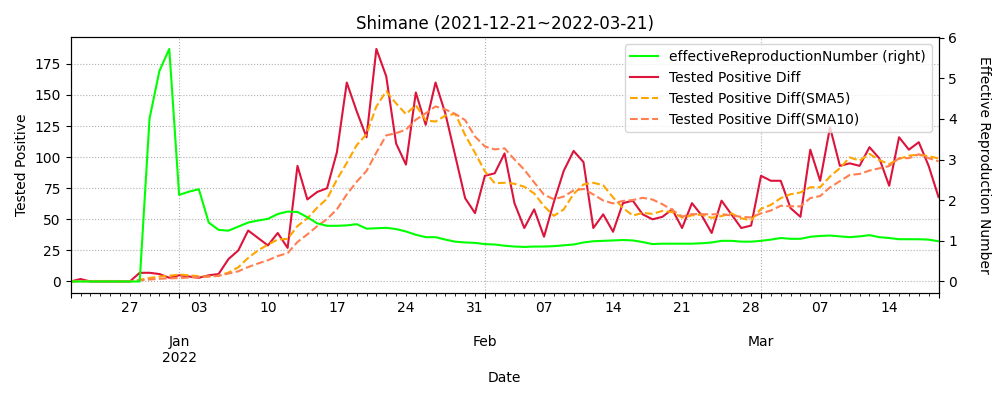 Shimane (2021-12-21~2022-03-21)
effectiveReproductionNumber (right)
Tested Positive Diff
Tested Positive Diff(SMA5)
Tested Positive Diff(SMA10)
Tested Positive
175
150
125
100
75
50
25
0
6
5
4
3
2
1
0
Effective Reproduction Number
27 03 10 17 24 31 07 14 21 28 07 14
Jan Feb Mar
2022
Date